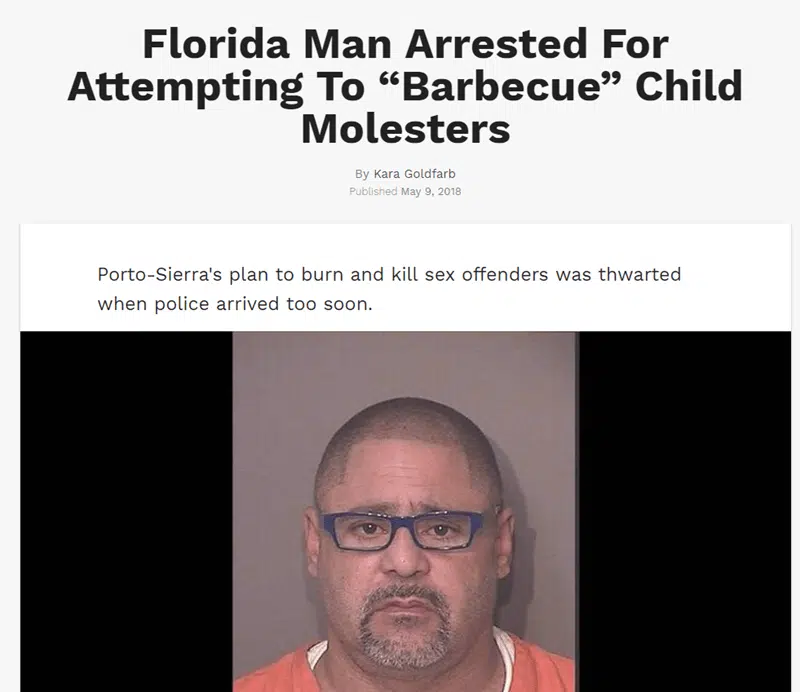 Florida Man Arrested For
Attempting To “Barbecue” Child
Molesters
By Kara Goldfarb
Published May 9, 2018
Porto-Sierra's plan to burn and kill sex offenders was thwarted
when police arrived too soon.